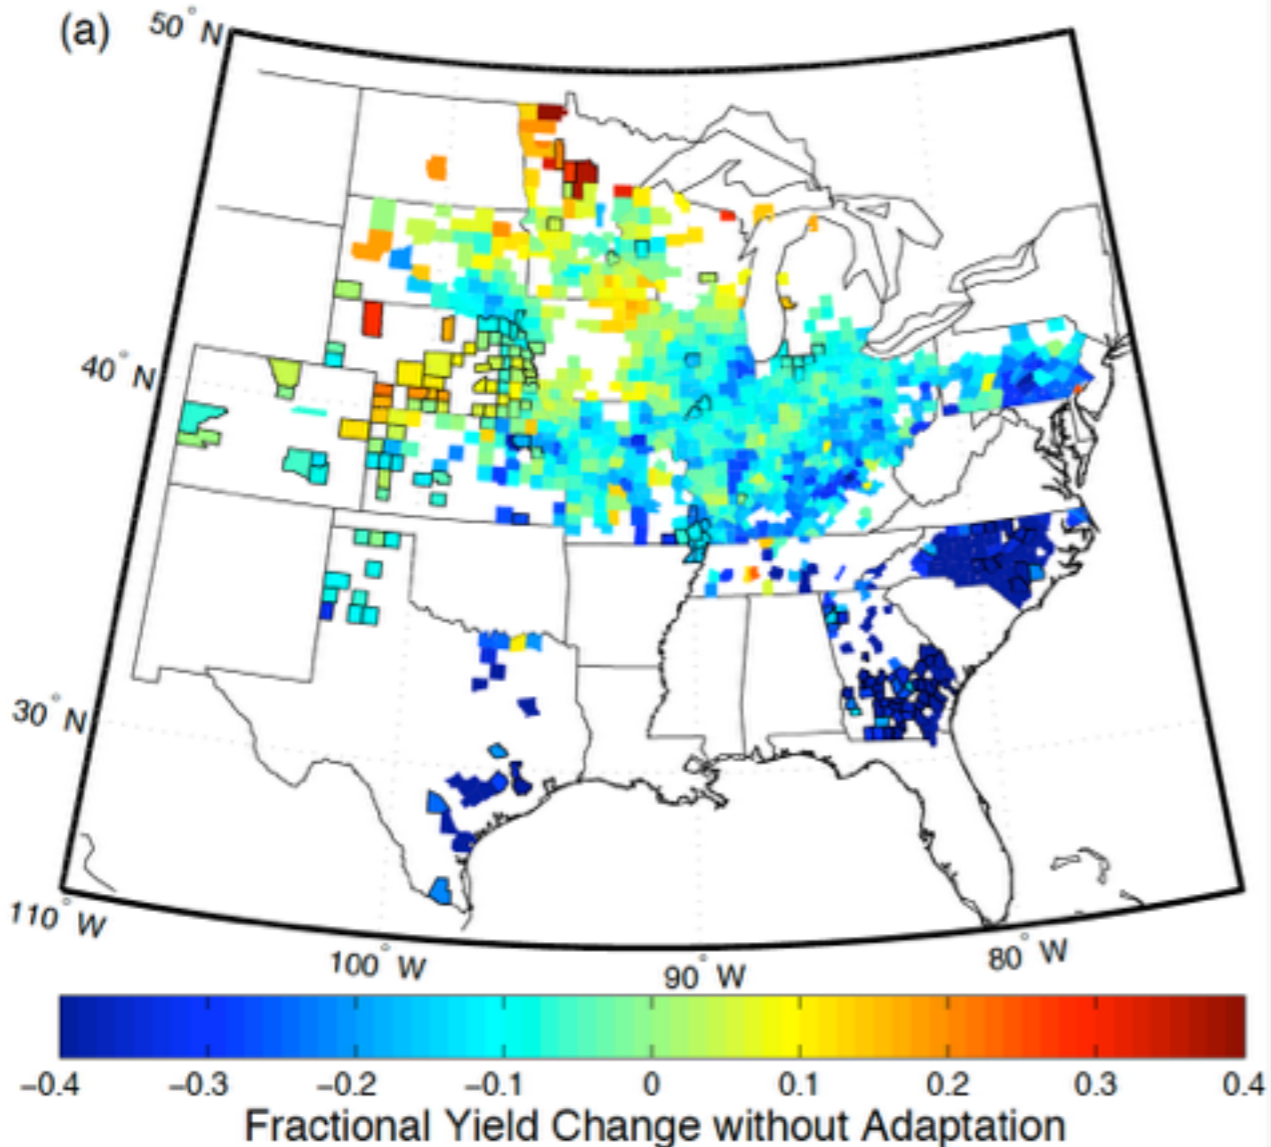 (a)
50° N
40° N
30° N
110° W
100° W
90° W
80° W
−0.4 −0.3 −0.2 −0.1 0 0.1 0.2 0.3 0.4
Fractional Yield Change without Adaptation